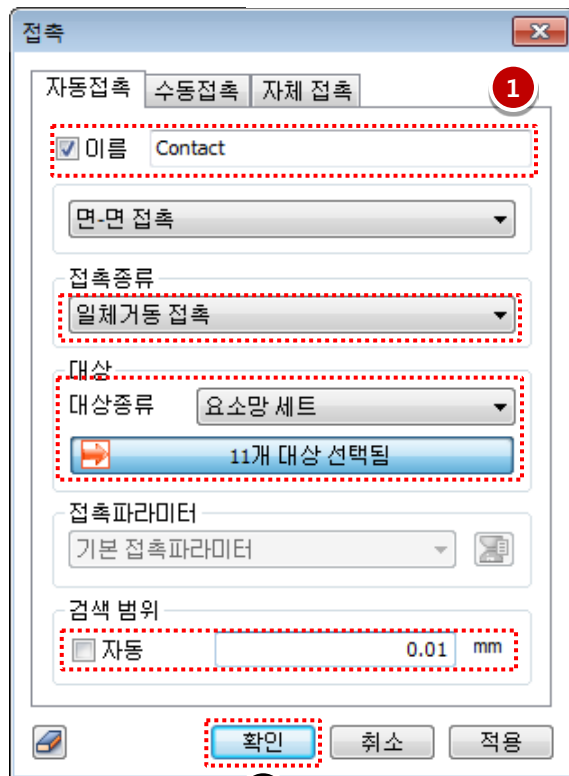 접촉
자동접촉 수동접촉 자체 접촉
1
이름 Contact
면-면 접촉
접촉종류
일체거동 접촉
대상
대상종류 요소망 세트
11개 대상 선택됨
접촉파라미터
기본 접촉파라미터
검색 범위
자동 0.01 mm
확인 취소 적용